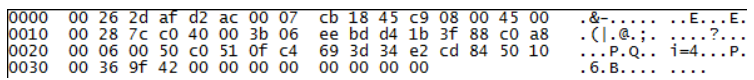 0000 00 26 2d af d2 ac 00 07 cb 18 45 c9 08 00 45 00 .&-..... ..E...E.
0010 00 28 7c c0 40 00 3b 06 ee bd d4 1b 3f 88 c0 a8 .(|.@.;. ....?...
0020 00 06 00 50 c0 51 0f c4 69 3d 34 e2 cd 84 50 10 ...P.Q.. i=4...P.
0030 00 36 9f 42 00 00 00 00 00 00 00 00 .6.B.... ....